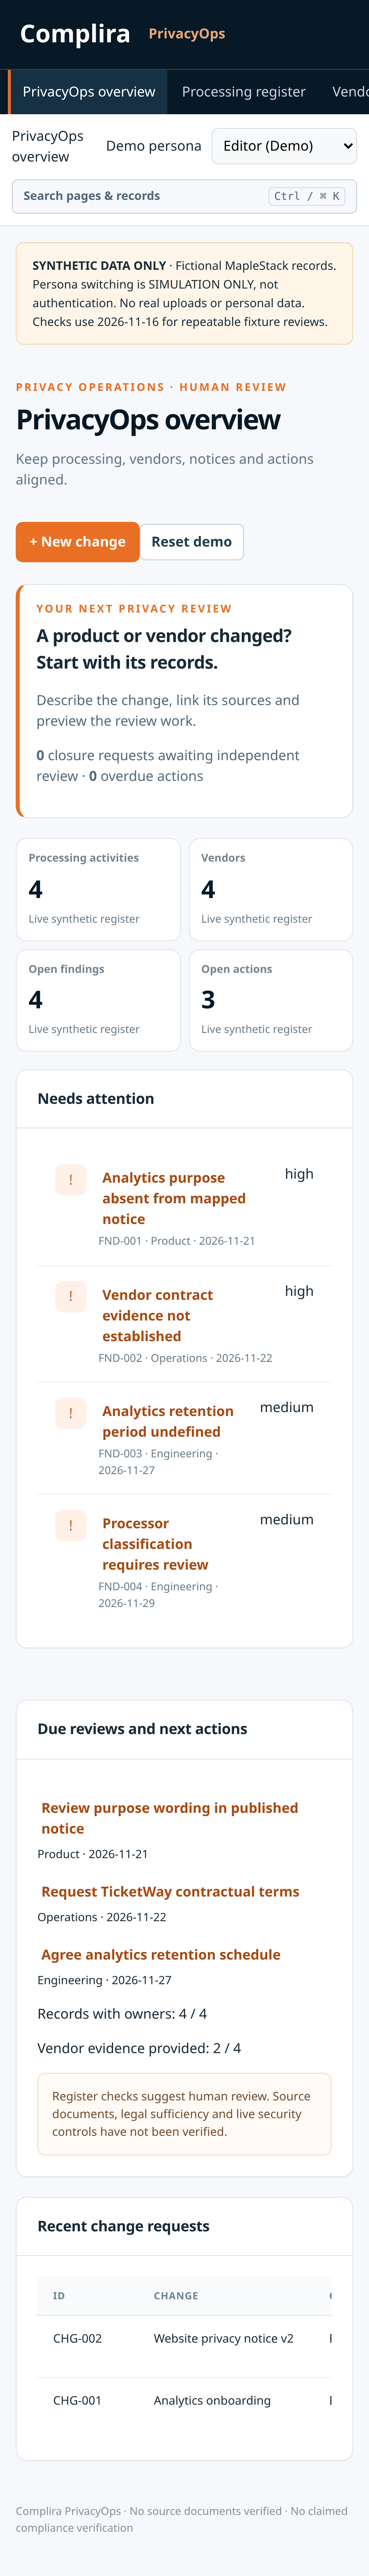 Complira PrivacyOps
PrivacyOps overview Processing register
PrivacyOps
overview
Demo persona
Editor (Demo)
Search pages & records
Ctrl / ⌘ K
SYNTHETIC DATA ONLY · Fictional MapleStack records.
Persona switching is SIMULATION ONLY, not
authentication. No real uploads or personal data.
Checks use 2026-11-16 for repeatable fixture reviews.
PRIVACY OPERATIONS · HUMAN REVIEW
PrivacyOps overview
Keep processing, vendors, notices and actions
aligned.
+ New change
Reset demo
YOUR NEXT PRIVACY REVIEW
A product or vendor changed?
Start with its records.
Describe the change, link its sources and
preview the review work.
0 closure requests awaiting independent
review · 0 overdue actions
Processing activities
4
Live synthetic register
Vendors
4
Live synthetic register
Open findings
4
Live synthetic register
Open actions
3
Live synthetic register
Needs attention
!
Analytics purpose
absent from mapped
notice
FND-001 · Product · 2026-11-21
high
!
Vendor contract
evidence not
established
FND-002 · Operations · 2026-11-22
high
!
Analytics retention
period undefined
FND-003 · Engineering ·
2026-11-27
medium
!
Processor
classification
requires review
FND-004 · Engineering ·
2026-11-29
medium
Due reviews and next actions
Review purpose wording in published
notice
Product · 2026-11-21
Request TicketWay contractual terms
Operations · 2026-11-22
Agree analytics retention schedule
Engineering · 2026-11-27
Records with owners: 4 / 4
Vendor evidence provided: 2 / 4
Register checks suggest human review. Source
documents, legal sufficiency and live security
controls have not been verified.
Recent change requests
ID CHANGE
CHG-002 Website privacy notice v2
CHG-001 Analytics onboarding
Complira PrivacyOps · No source documents verified · No claimed
compliance verification